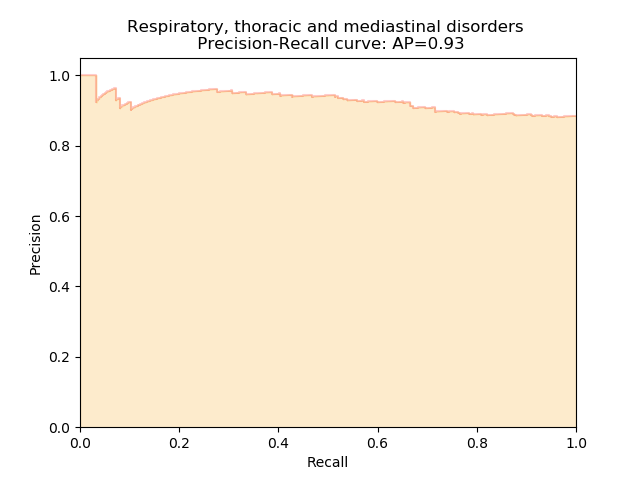 Respiratory, thoracic and mediastinal disorders
Precision-Recall curve: AP=0.93
1.0
0.8
0.6
0.4
0.2
0.0
Precision
0.0 0.2 0.4 0.6 0.8 1.0
Recall